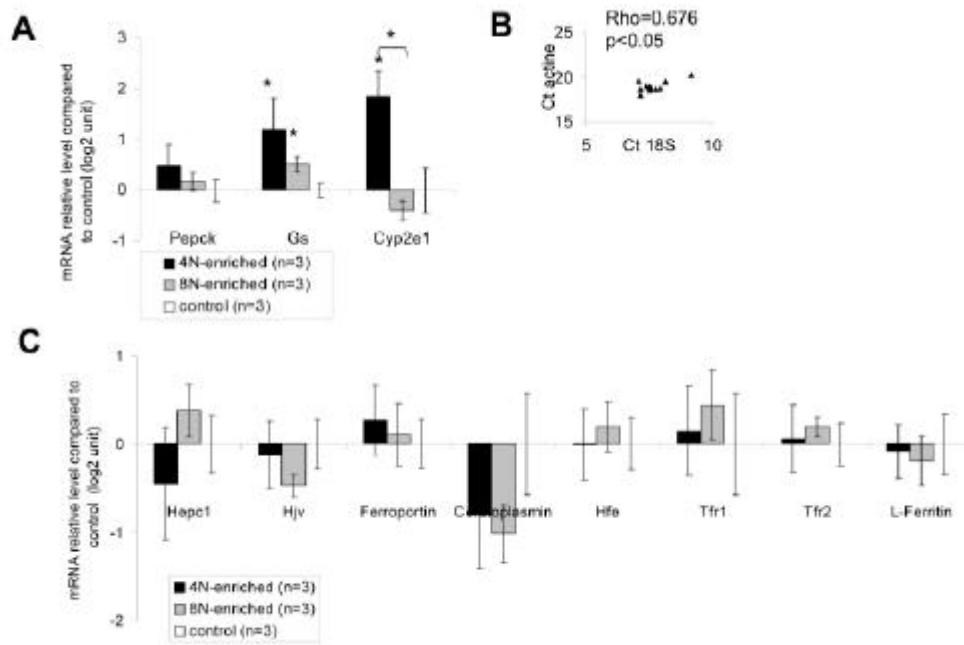 A
mRNA relative level compared
to control (log2 unit)
3
2
1
0
-1
*
*
*
*
Pepck
Gs
Cyp2e1
4N-enriched (n=3)
8N-enriched (n=3)
control (n=3)
B
Rho=0.676
p<0.05
Ct actine
25
20
15
5
Ct 18S
10
C
mRNA relative level compared to
control (log2 unit)
1
0
-1
-2
Hepc1
Hjv
Ferroportin
Hfe
Tfr1
Tfr2
L-Ferritin
4N-enriched (n=3)
8N-enriched (n=3)
control (n=3)